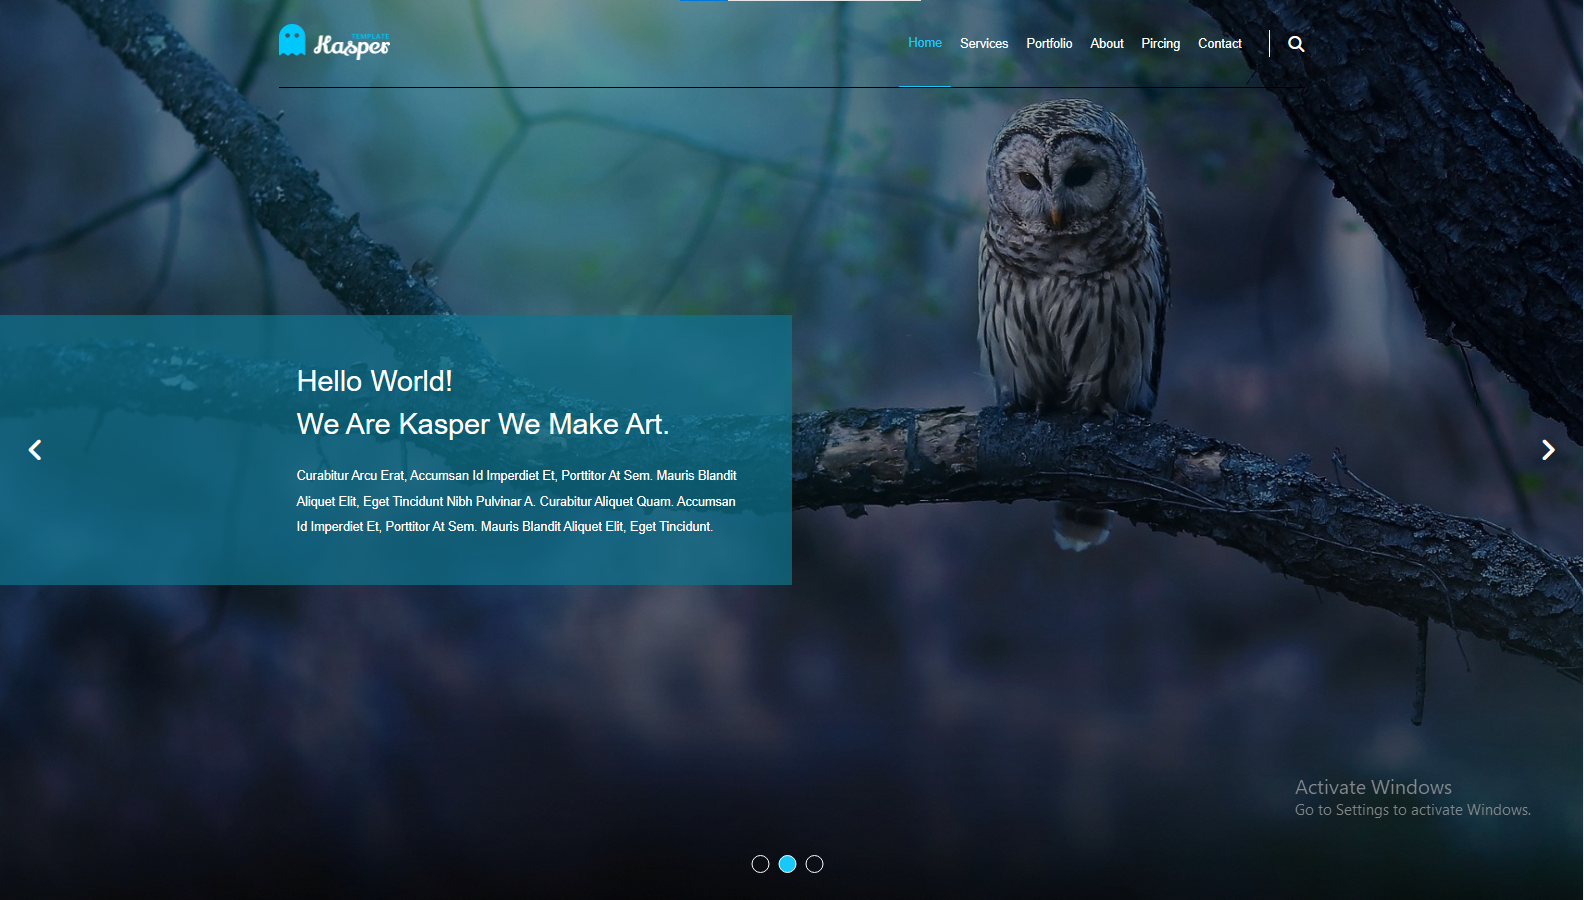 TEMPLATE
Kasper
Home Services Portfolio About Pircing Contact
Hello World!
We Are Kasper We Make Art.
Curabitur Arcu Erat, Accumsan Id Imperdiet Et, Porttitor At Sem. Mauris Blandit
Aliquet Elit, Eget Tincidunt Nibh Pulvinar A. Curabitur Aliquet Quam. Accumsan
Id Imperdiet Et, Porttitor At Sem. Mauris Blandit Aliquet Elit, Eget Tincidunt.
Activate Windows
Go to Settings to activate Windows.